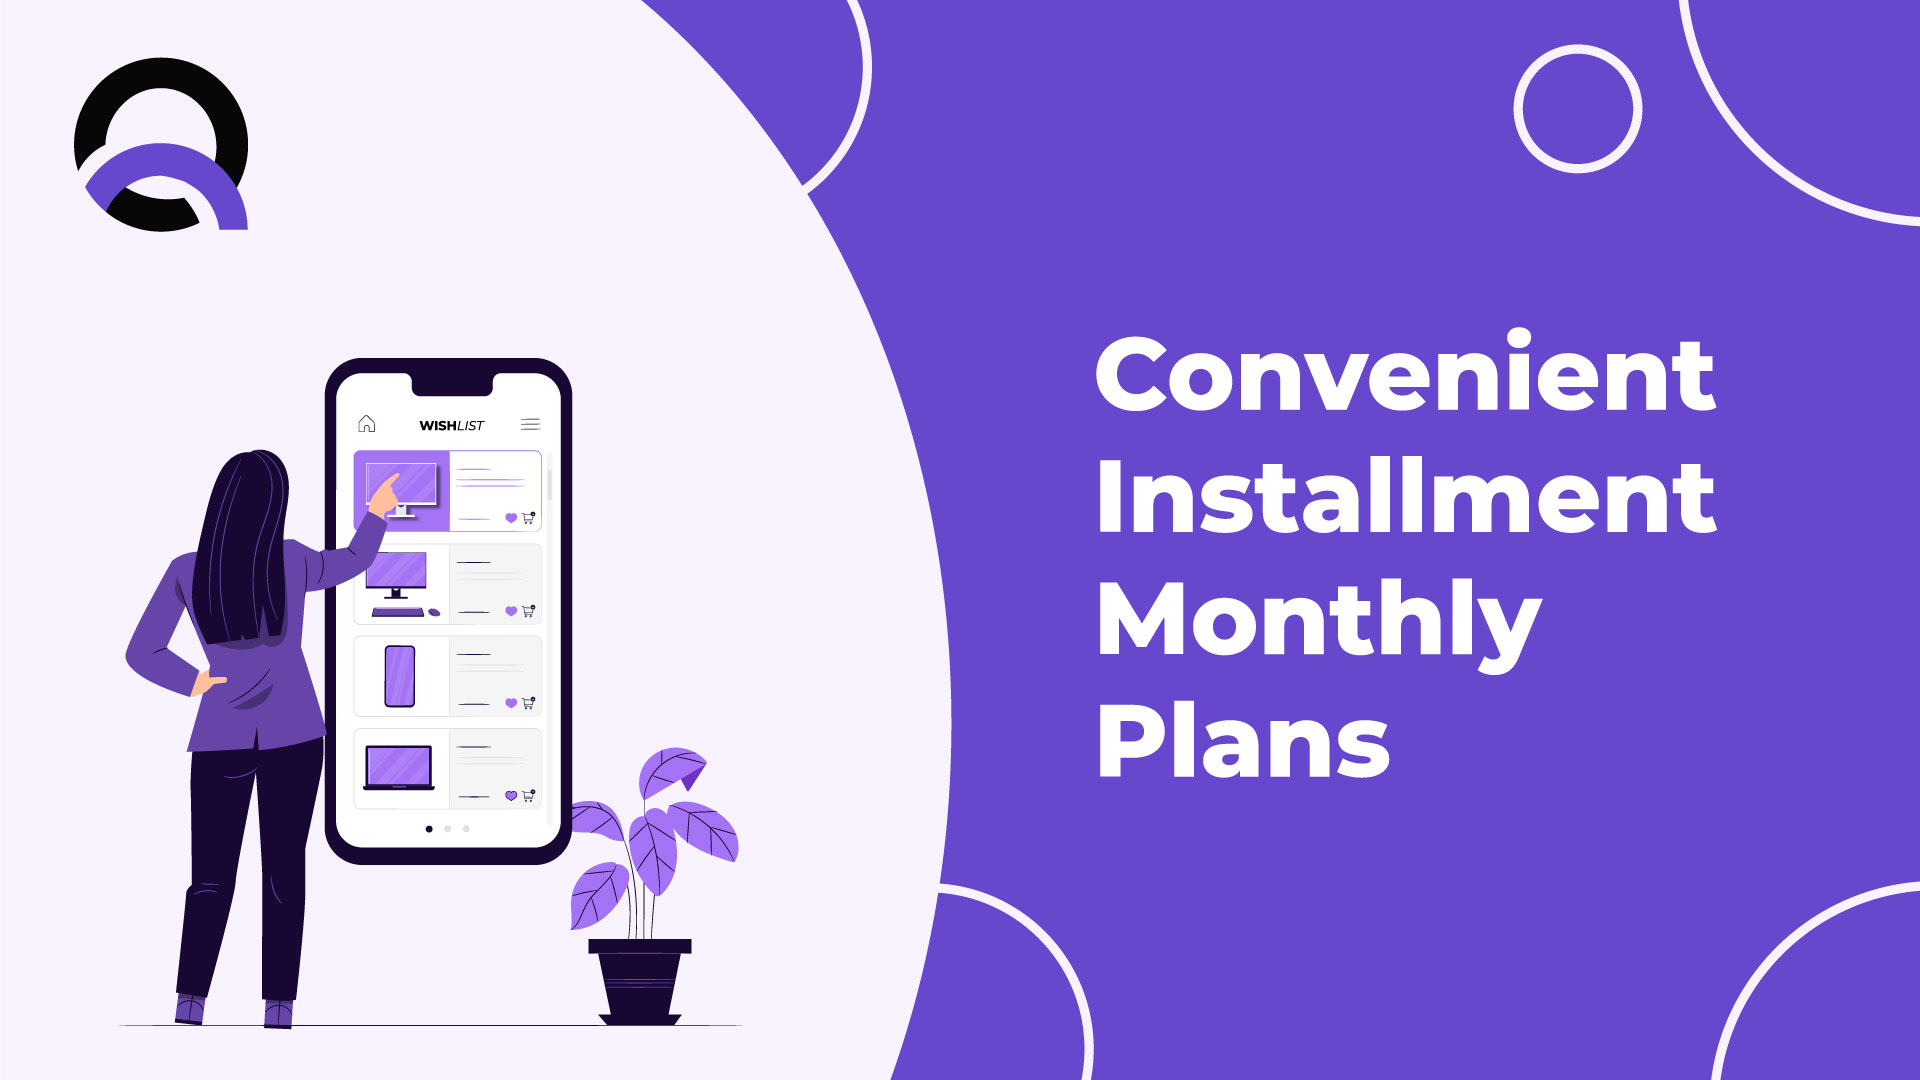 WISHLIST
Convenient
Installment
Monthly
Plans